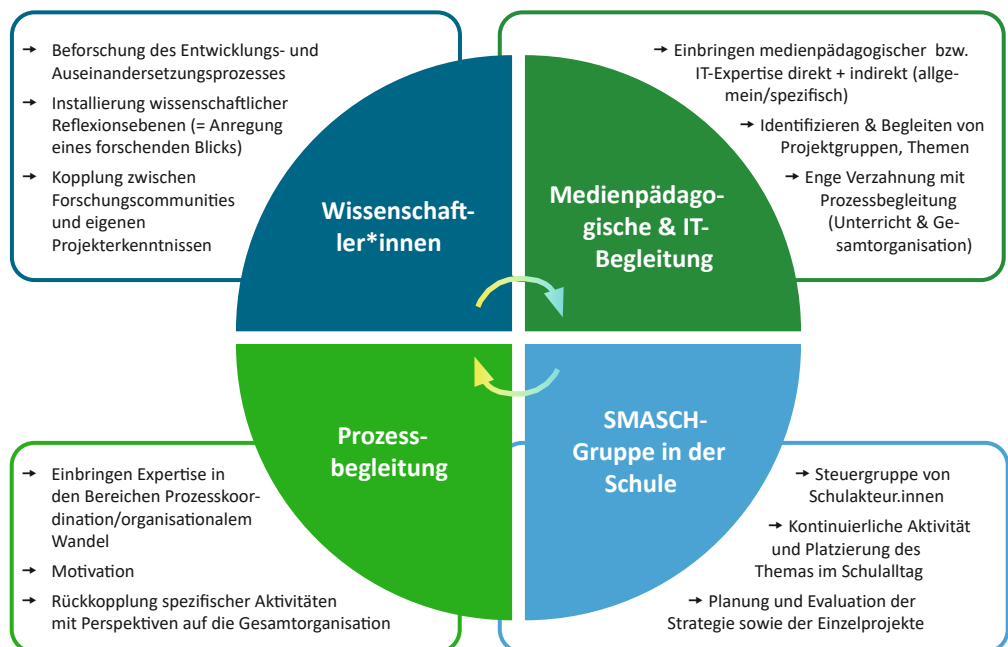 → Beforschung des Entwicklungs- und
Auseinandersetzungsprozesses
→ Installierung wissenschaftlicher
Reflexionsebenen (= Anregung
eines forschenden Blicks)
→ Kopplung zwischen
Forschungscommunities
und eigenen
Projekterkenntnissen
Wissenschaft-
ler*innen
→ Einbringen medienpädagogischer bzw.
IT-Expertise direkt + indirekt (allge-
mein/spezifisch)
→ Identifizieren & Begleiten von
Projektgruppen, Themen
→ Enge Verzahnung mit
Prozessbegleitung
(Unterricht & Ge-
samtorganisation)
Medienpädago-
gische & IT-
Begleitung
Prozess-
begleitung
→ Einbringen Expertise in
den Bereichen Prozesskoor-
dination/organisationalem
Wandel
→ Motivation
→ Rückkopplung spezifischer Aktivitäten
mit Perspektiven auf die Gesamtorganisation
SMASCH-
Gruppe in der
Schule
→ Steuergruppe von
Schulakteur.innen
→ Kontinuierliche Aktivität
und Platzierung des
Themas im Schulalltag
→ Planung und Evaluation der
Strategie sowie der Einzelprojekte